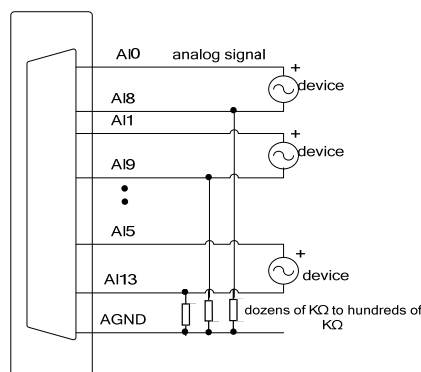 AI0 analog signal
+
device
AI8
AI1
+
device
AI9
AI5
+
device
AI13
dozens of KΩ to hundreds of
KΩ
AGND